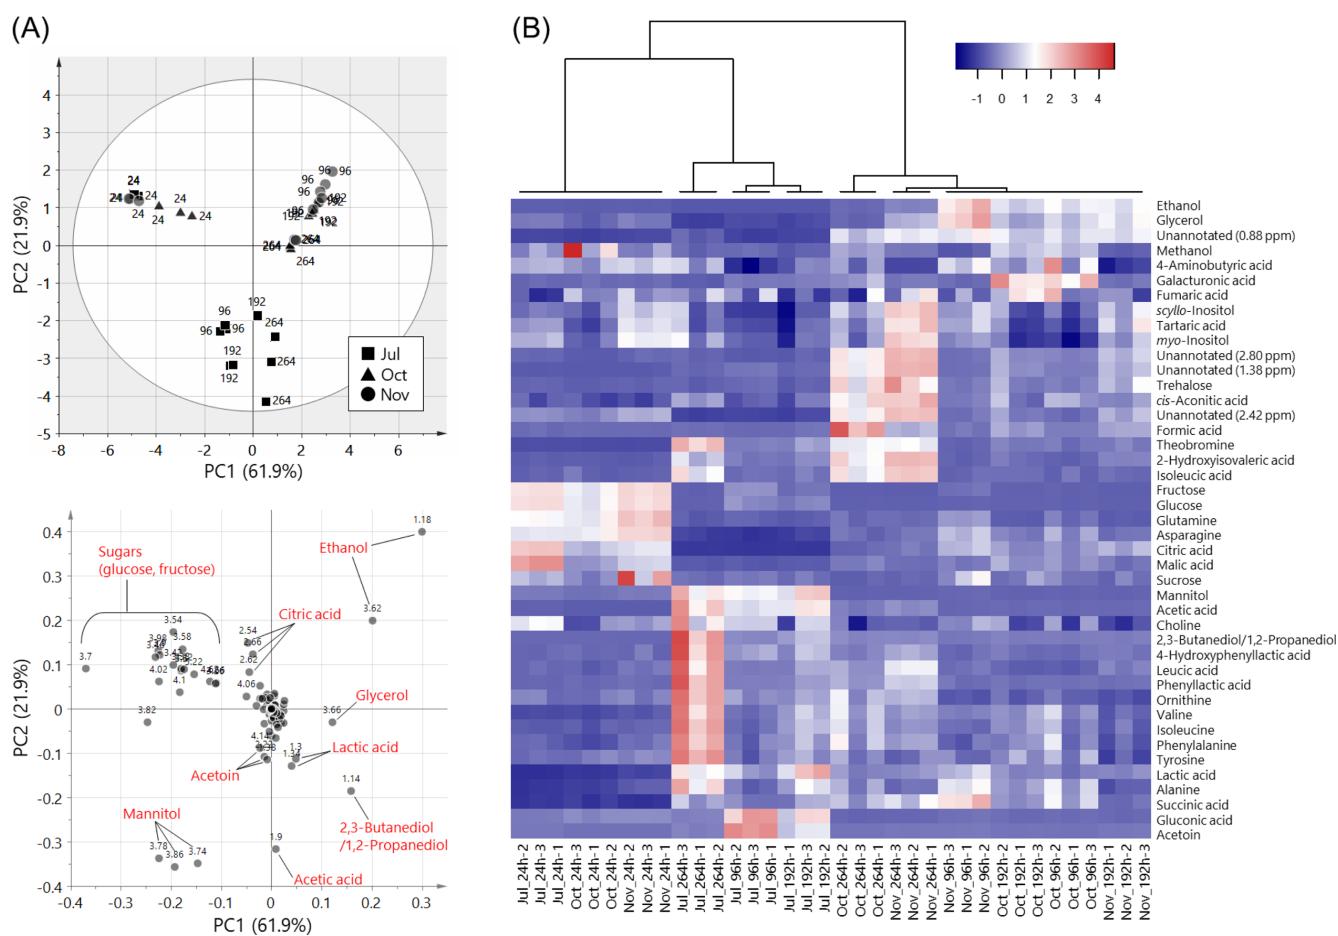 (A)
PC2 (21.9%)
4
3
2
1
0
-1
-2
-3
-4
-5
-8
-6
-4
-2
0
2
4
6
PC1 (61.9%)
24
24
24
24
24
24
24
96
96
96
96
192
192
192
192
264
264
264
264
96
96
192
192
192
264
264
264
Jul
Oct
Nov
PC2 (21.9%)
0.4
0.3
0.2
0.1
0
-0.1
-0.2
-0.3
-0.4
-0.4
-0.3
-0.2
-0.1
0
0.1
0.2
0.3
PC1 (61.9%)
Sugars
(glucose, fructose)
Ethanol
1.18
3.62
Citric acid
2.54
2.66
2.62
3.54
3.98
3.58
3.7
4.02
4.1
4.06
3.82
Glycerol
3.66
Lactic acid
1.3
1.34
4.14
Acetoin
1.14
2,3-Butanediol
/1,2-Propanediol
Mannitol
3.78
3.86
3.74
1.9
Acetic acid
(B)
-1 0 1 2 3 4
Ethanol
Glycerol
Unannotated (0.88 ppm)
Methanol
4-Aminobutyric acid
Galacturonic acid
Fumaric acid
scyllo-Inositol
Tartaric acid
myo-Inositol
Unannotated (2.80 ppm)
Unannotated (1.38 ppm)
Trehalose
cis-Aconitic acid
Unannotated (2.42 ppm)
Formic acid
Theobromine
2-Hydroxyisovaleric acid
Isoleucic acid
Fructose
Glucose
Glutamine
Asparagine
Citric acid
Malic acid
Sucrose
Mannitol
Acetic acid
Choline
2,3-Butanediol/1,2-Propanediol
4-Hydroxyphenyllactic acid
Leucic acid
Phenyllactic acid
Ornithine
Valine
Isoleucine
Phenylalanine
Tyrosine
Lactic acid
Alanine
Succinic acid
Gluconic acid
Acetoin
Jul_24h-2
Jul_24h-3
Jul_24h-1
Oct_24h-3
Oct_24h-1
Oct_24h-2
Nov_24h-2
Nov_24h-3
Nov_24h-1
Jul_264h-3
Jul_264h-1
Jul_264h-2
Jul_96h-2
Jul_96h-3
Jul_96h-1
Jul_192h-1
Jul_192h-3
Jul_192h-2
Oct_264h-2
Oct_264h-3
Oct_264h-1
Nov_264h-3
Nov_264h-2
Nov_264h-1
Nov_96h-3
Nov_96h-1
Nov_96h-2
Oct_192h-2
Oct_192h-1
Oct_192h-3
Oct_96h-2
Oct_96h-1
Oct_96h-3
Nov_192h-1
Nov_192h-2
Nov_192h-3